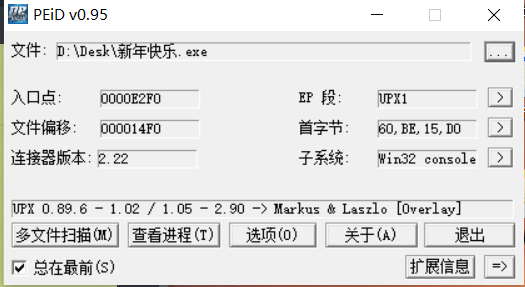 PEiD v0.95
文件: D:\Desk\新年快乐.exe ...
入口点: 0000E2F0 EP 段: UPX1 >
文件偏移: 000014F0 首字节: 60,BE,15,D0 >
连接器版本: 2.22 子系统: Win32 console >
UPX 0.89.6 - 1.02 / 1.05 - 2.90 -> Markus & Laszlo [Overlay]
多文件扫描(M) 查看进程(T) 选项(O) 关于(A) 退出
总在最前(S) 扩展信息 =>